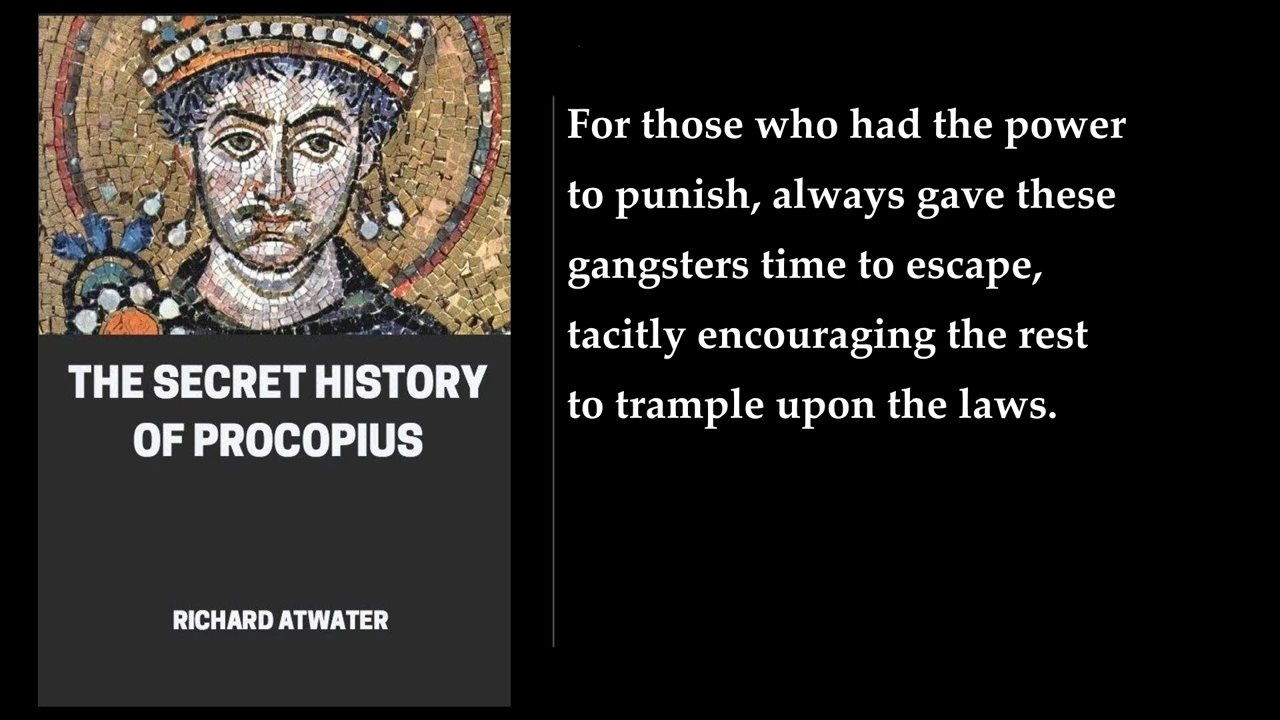 THE SECRET HISTORY
OF PROCOPIUS
RICHARD ATWATER
For those who had the power
to punish, always gave these
gangsters time to escape,
tacitly encouraging the rest
to trample upon the laws.